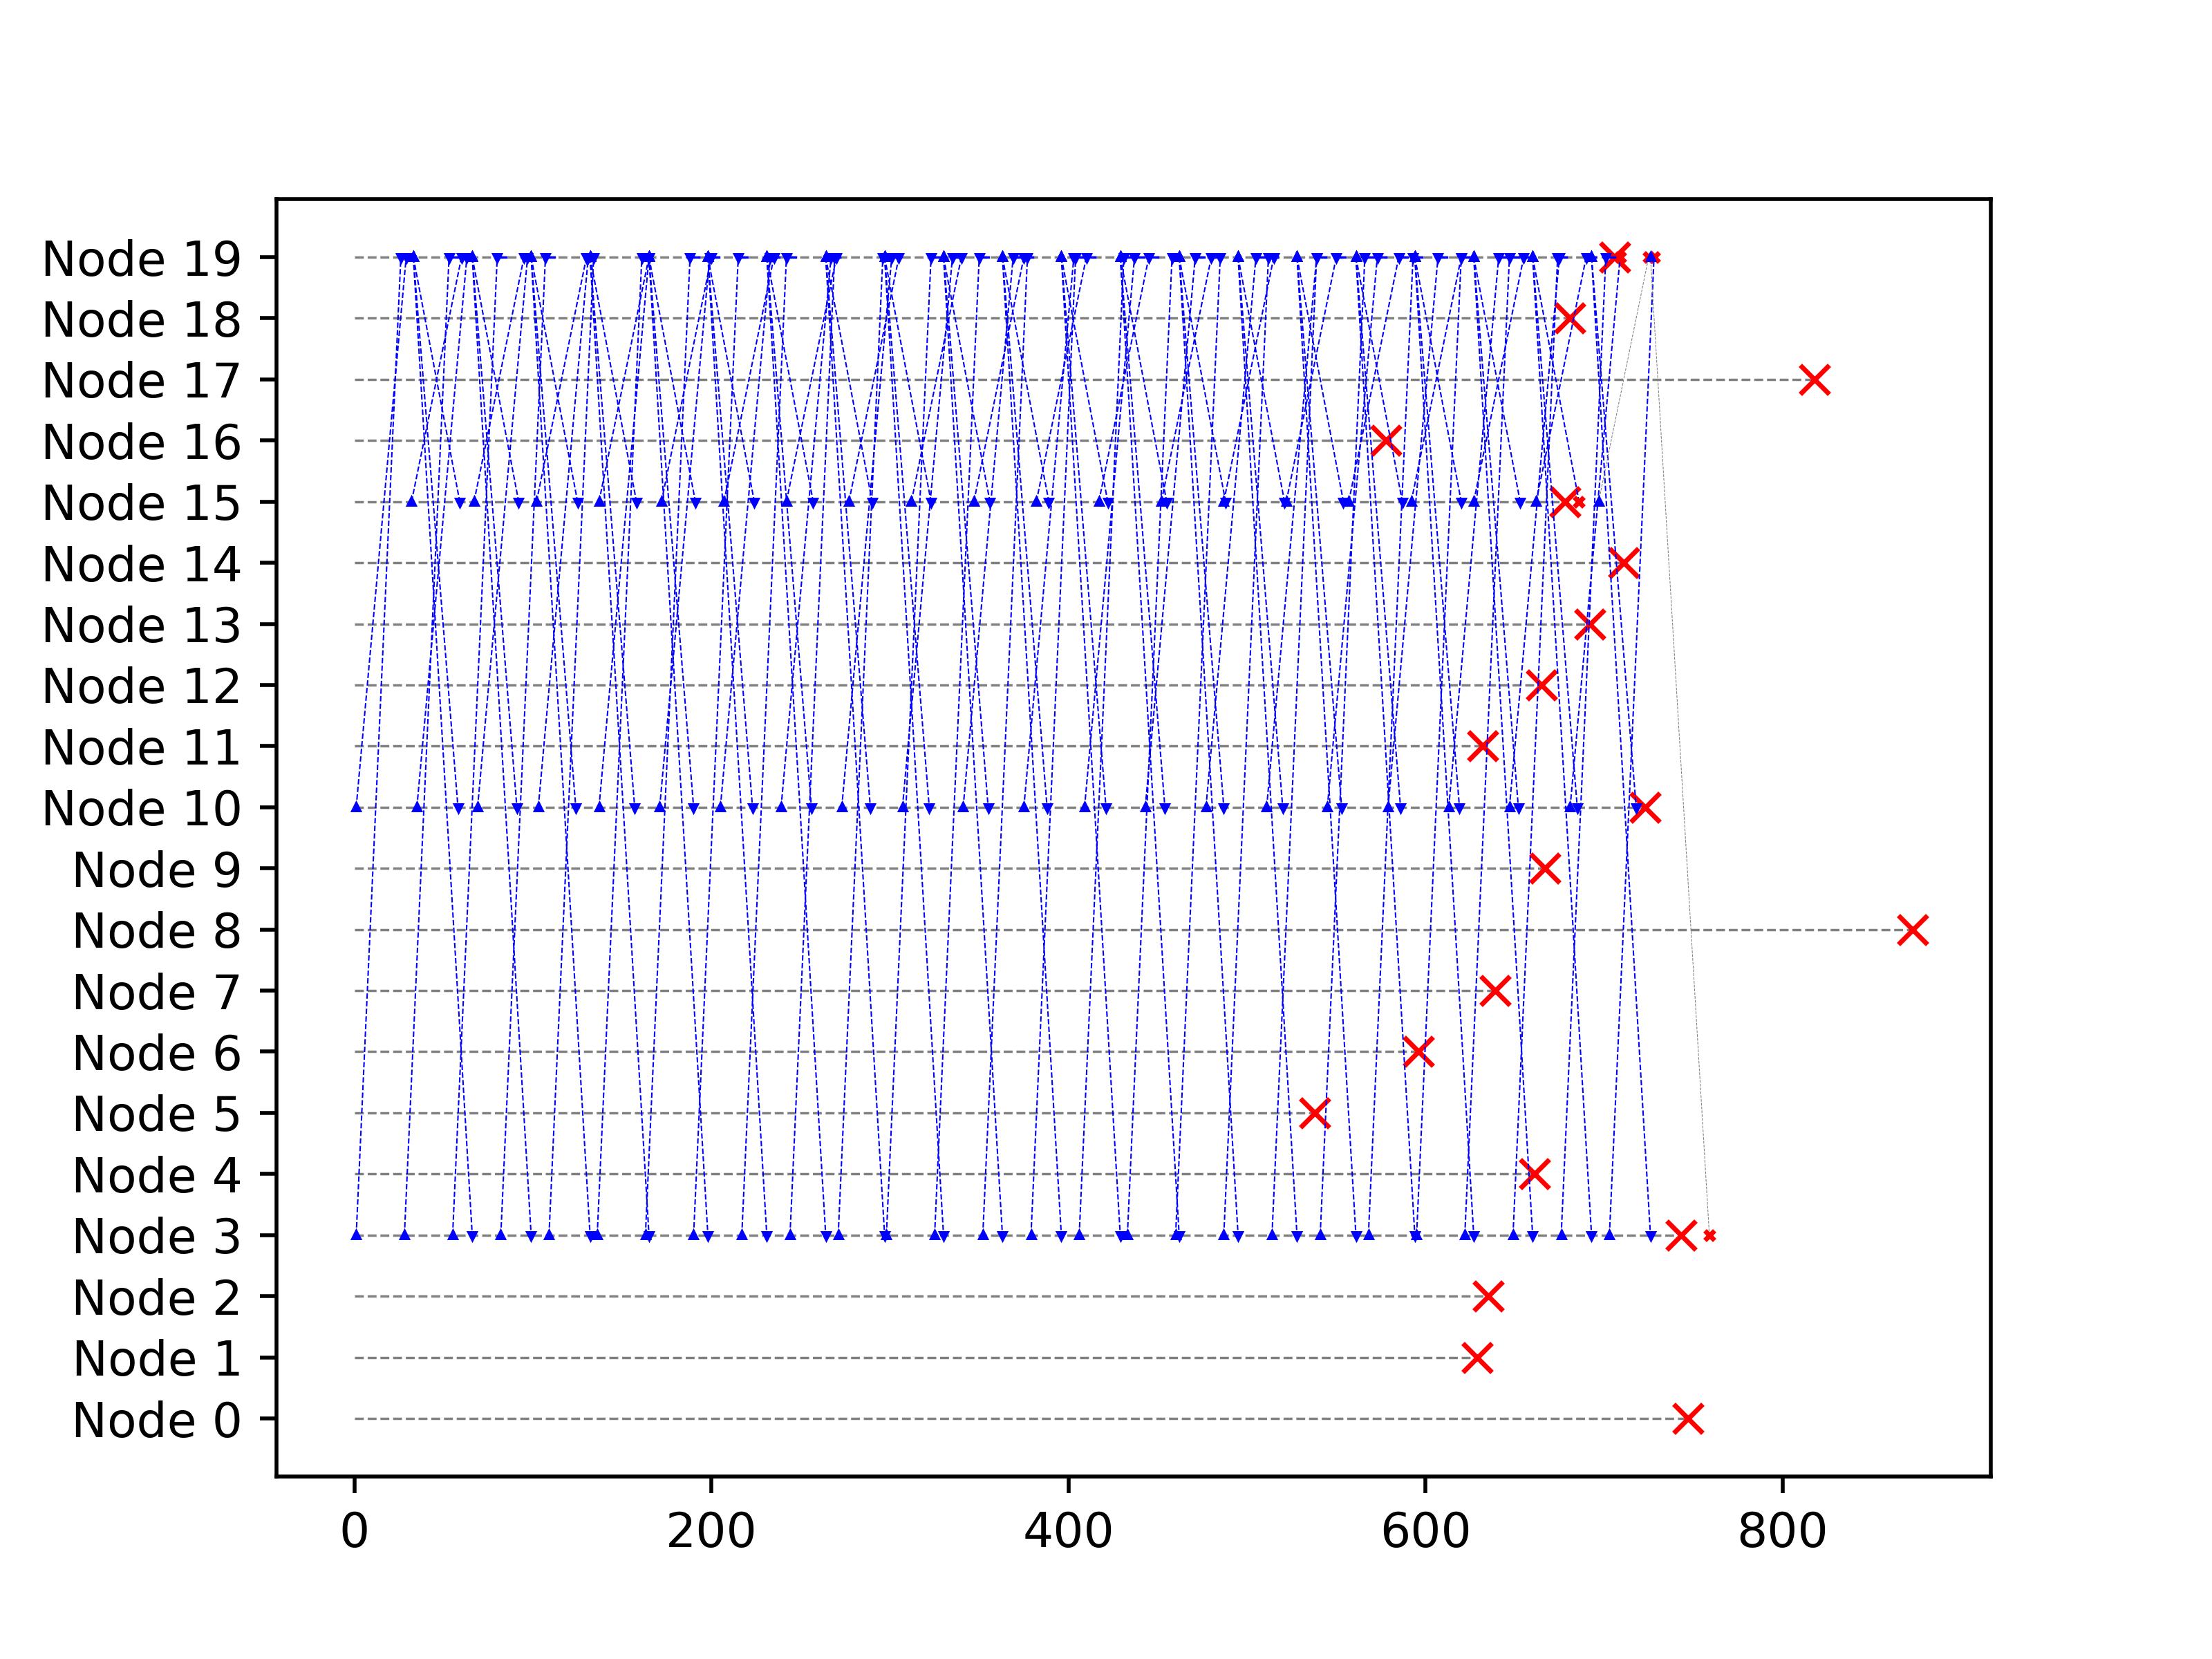 Node 19
Node 18
Node 17
Node 16
Node 15
Node 14
Node 13
Node 12
Node 11
Node 10
Node 9
Node 8
Node 7
Node 6
Node 5
Node 4
Node 3
Node 2
Node 1
Node 0
0 200 400 600 800